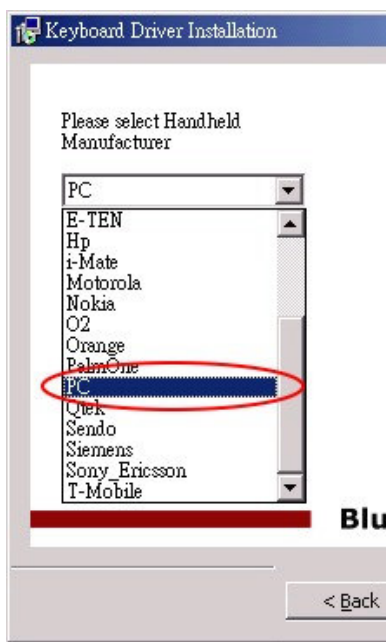 Keyboard Driver Installation
Please select Handheld
Manufacturer
PC
E-TEN
Hp
i-Mate
Motorola
Nokia
O2
Orange
PalmOne
PC
Qtek
Sendo
Siemens
Sony_Ericsson
T-Mobile
Blu
< Back